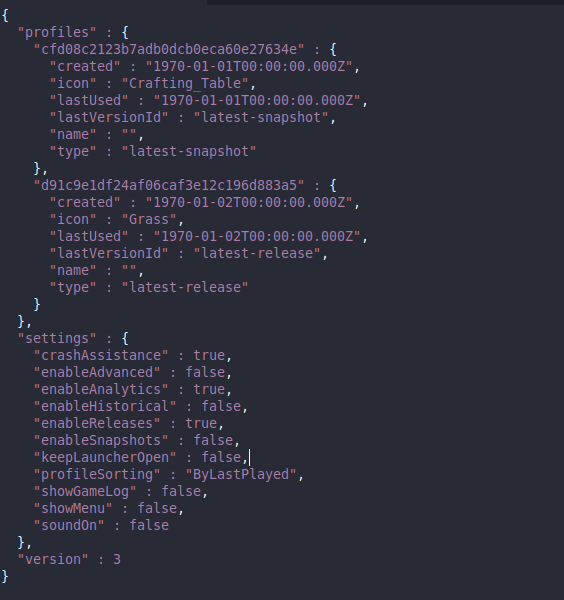 {
  "profiles" : {
    "cfd08c2123b7adb0dcb0eca60e27634e" : {
      "created" : "1970-01-01T00:00:00.000Z",
      "icon" : "Crafting_Table",
      "lastUsed" : "1970-01-01T00:00:00.000Z",
      "lastVersionId" : "latest-snapshot",
      "name" : "",
      "type" : "latest-snapshot"
    },
    "d91c9e1df24af06caf3e12c196d883a5" : {
      "created" : "1970-01-02T00:00:00.000Z",
      "icon" : "Grass",
      "lastUsed" : "1970-01-02T00:00:00.000Z",
      "lastVersionId" : "latest-release",
      "name" : "",
      "type" : "latest-release"
    }
  },
  "settings" : {
    "crashAssistance" : true,
    "enableAdvanced" : false,
    "enableAnalytics" : true,
    "enableHistorical" : false,
    "enableReleases" : true,
    "enableSnapshots" : false,
    "keepLauncherOpen" : false,
    "profileSorting" : "ByLastPlayed",
    "showGameLog" : false,
    "showMenu" : false,
    "soundOn" : false
  },
  "version" : 3
}